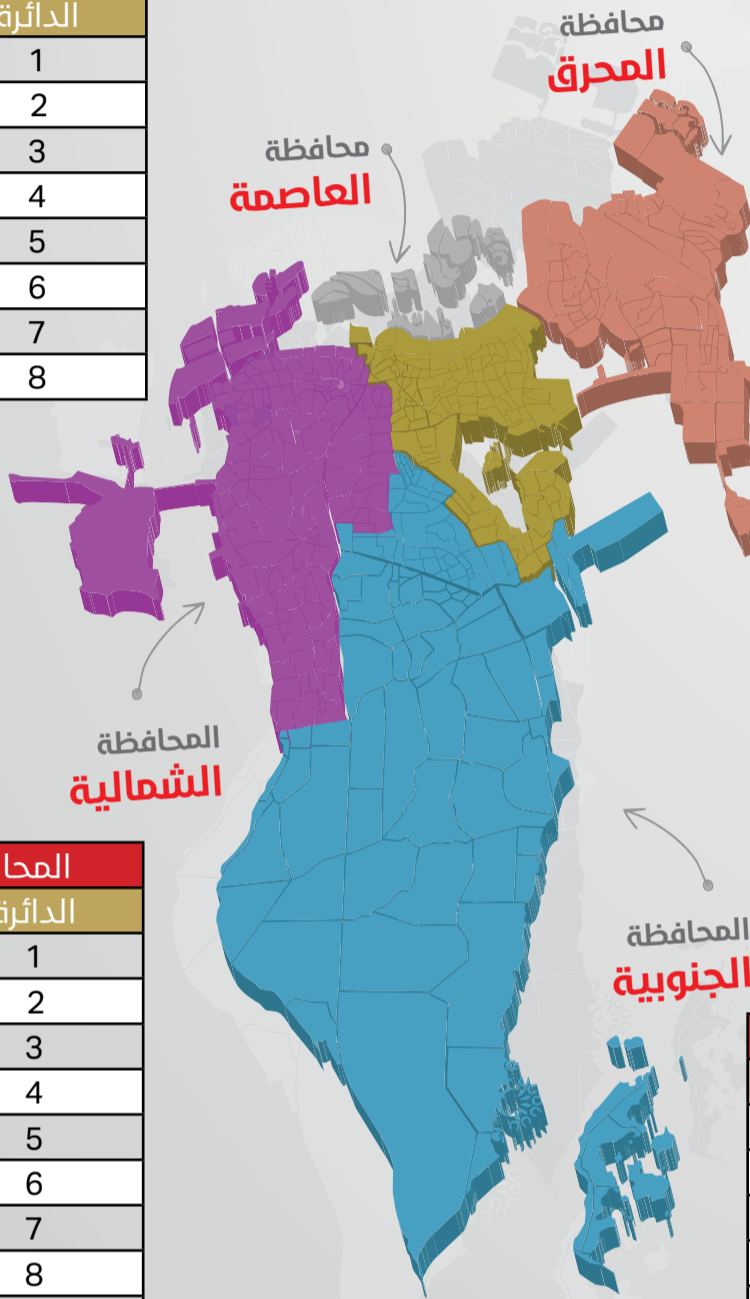 الدائرة
1
2
3
4
5
6
7
8
محافظة
المحرق
محافظة
العاصمة
المحافظة
الشمالية
المحافظة
الجنوبية
الدائرة
1
2
3
4
5
6
7
8